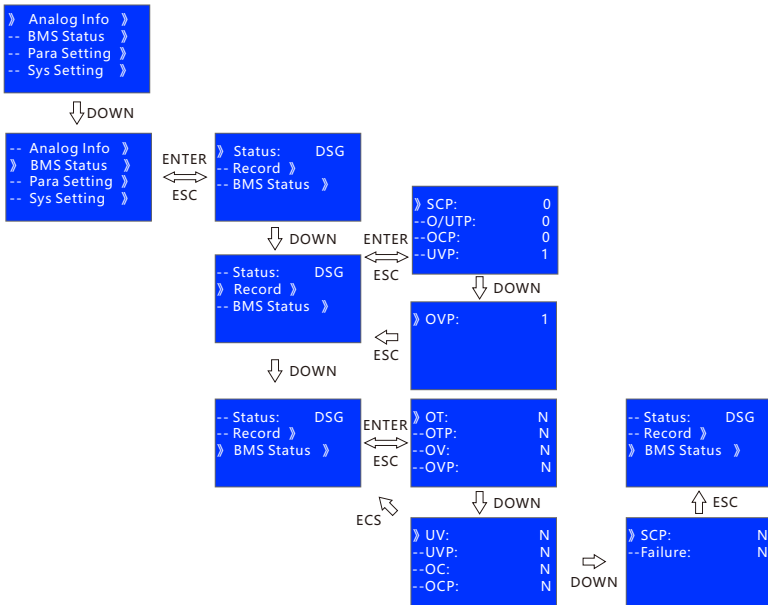 》 Analog Info 》
-- BMS Status 》
-- Para Setting 》
-- Sys Setting 》
DOWN
-- Analog Info 》
》 BMS Status 》
-- Para Setting 》
-- Sys Setting 》
ENTER
ESC
》 Status: DSG
-- Record 》
-- BMS Status 》
DOWN
-- Status: DSG
》 Record 》
-- BMS Status 》
ENTER
ESC
》 SCP: 0
--O/UTP: 0
--OCP: 0
--UVP: 1
DOWN
》 OVP: 1
ESC
DOWN
-- Status: DSG
-- Record 》
》 BMS Status 》
ENTER
ESC
》 OT: N
--OTP: N
--OV: N
--OVP: N
DOWN
ECS
》 UV: N
--UVP: N
--OC: N
--OCP: N
DOWN
》 SCP: N
--Failure: N
ESC
-- Status: DSG
-- Record 》
》 BMS Status 》